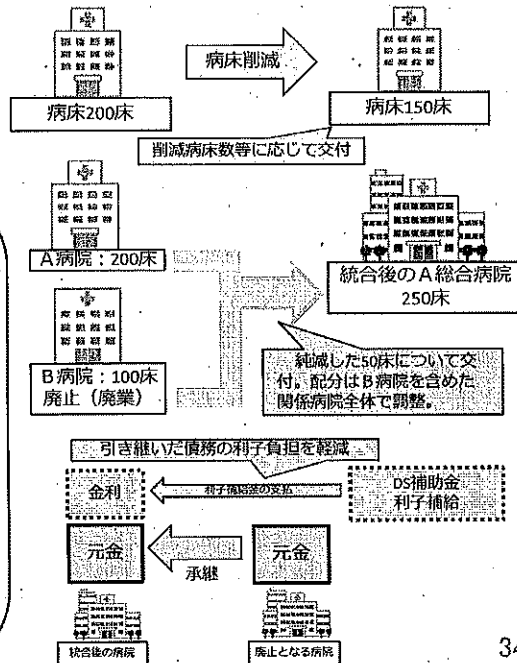 病床削減
病床200床
病床150床
削減病床数等に応じて交付
A病院：200床
B病院：100床
廃止（廃業）
統合後のA総合病院
250床
純減した50床について交
付。配分はB病院を含めた
関係病院全体で調整。
引き継いだ債務の利子負担を軽減
金利
利子補給金の支払
DS補助金
利子補給
元金
承継
元金
統合後の病院
廃止となる病院
34